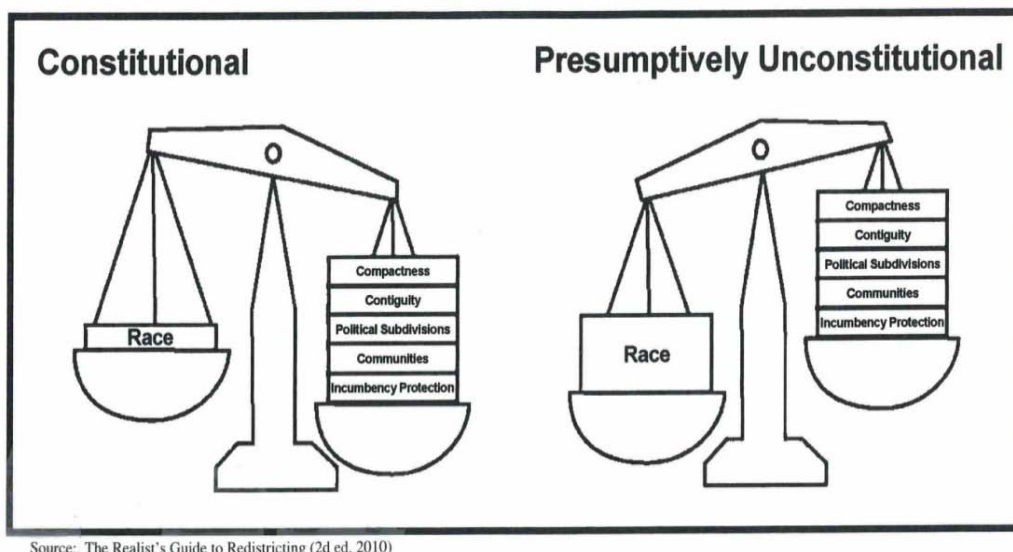 Constitutional
Race
Compactness
Contiguity
Political Subdivisions
Communities
Incumbency Protection
Presumptively Unconstitutional
Race
Compactness
Contiguity
Political Subdivisions
Communities
Incumbency Protection
Source: The Realist's Guide to Redistricting (2d ed. 2010)